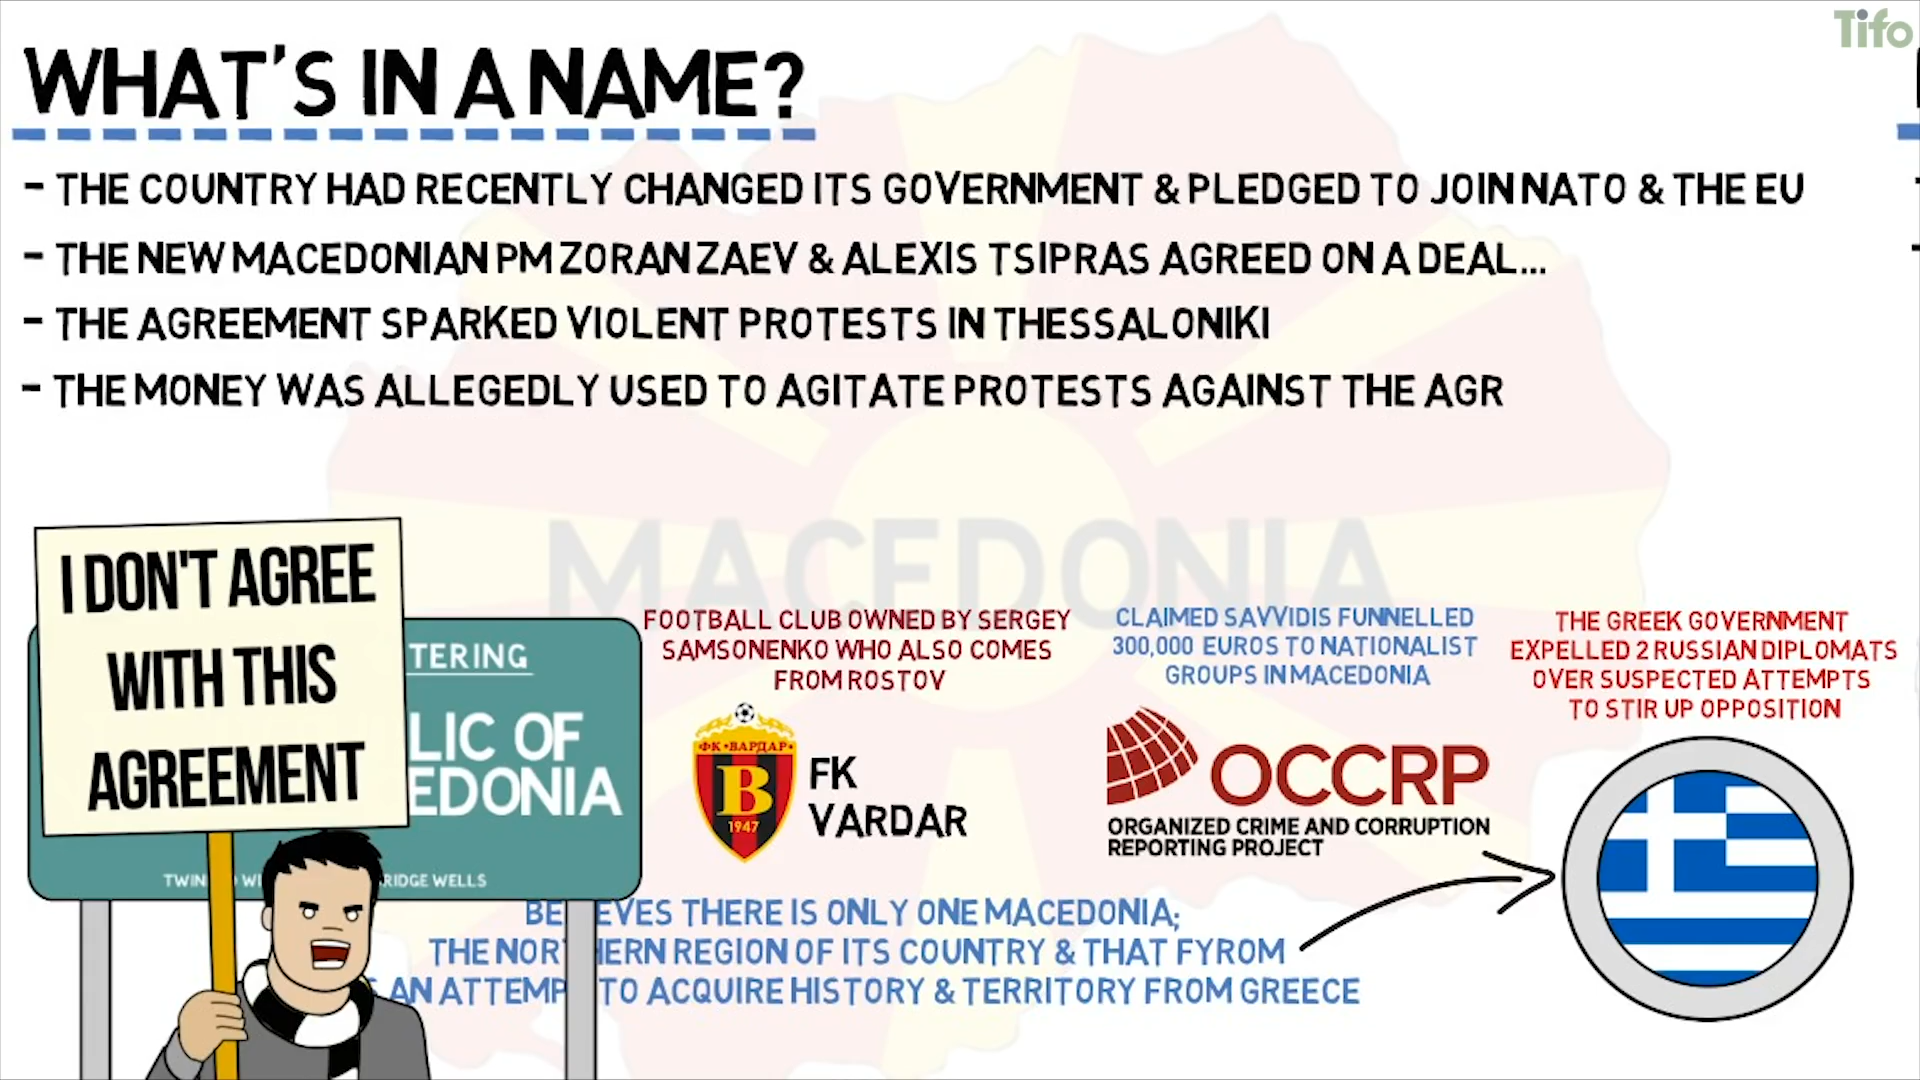 Tifo
WHAT'S IN A NAME?
- THE COUNTRY HAD RECENTLY CHANGED ITS GOVERNMENT & PLEDGED TO JOIN NATO & THE EU
- THE NEW MACEDONIAN PM ZORAN ZAEV & ALEXIS TSIPRAS AGREED ON A DEAL...
- THE AGREEMENT SPARKED VIOLENT PROTESTS IN THESSALONIKI
- THE MONEY WAS ALLEGEDLY USED TO AGITATE PROTESTS AGAINST THE AGR
MACEDONIA
I DON'T AGREE
WITH THIS
AGREEMENT
TERING
LIC OF
EDONIA
TWIN D WI RIDGE WELLS
FOOTBALL CLUB OWNED BY SERGEY
SAMSONENKO WHO ALSO COMES
FROM ROSTOV
ФК·ВАРДАР·
B
1947
FK
VARDAR
CLAIMED SAVVIDIS FUNNELLED
300,000 EUROS TO NATIONALIST
GROUPS IN MACEDONIA
OCCRP
ORGANIZED CRIME AND CORRUPTION
REPORTING PROJECT
THE GREEK GOVERNMENT
EXPELLED 2 RUSSIAN DIPLOMATS
OVER SUSPECTED ATTEMPTS
TO STIR UP OPPOSITION
BE EVES THERE IS ONLY ONE MACEDONIA;
THE NOR HERN REGION OF ITS COUNTRY & THAT FYROM
AN ATTEMP TO ACQUIRE HISTORY & TERRITORY FROM GREECE